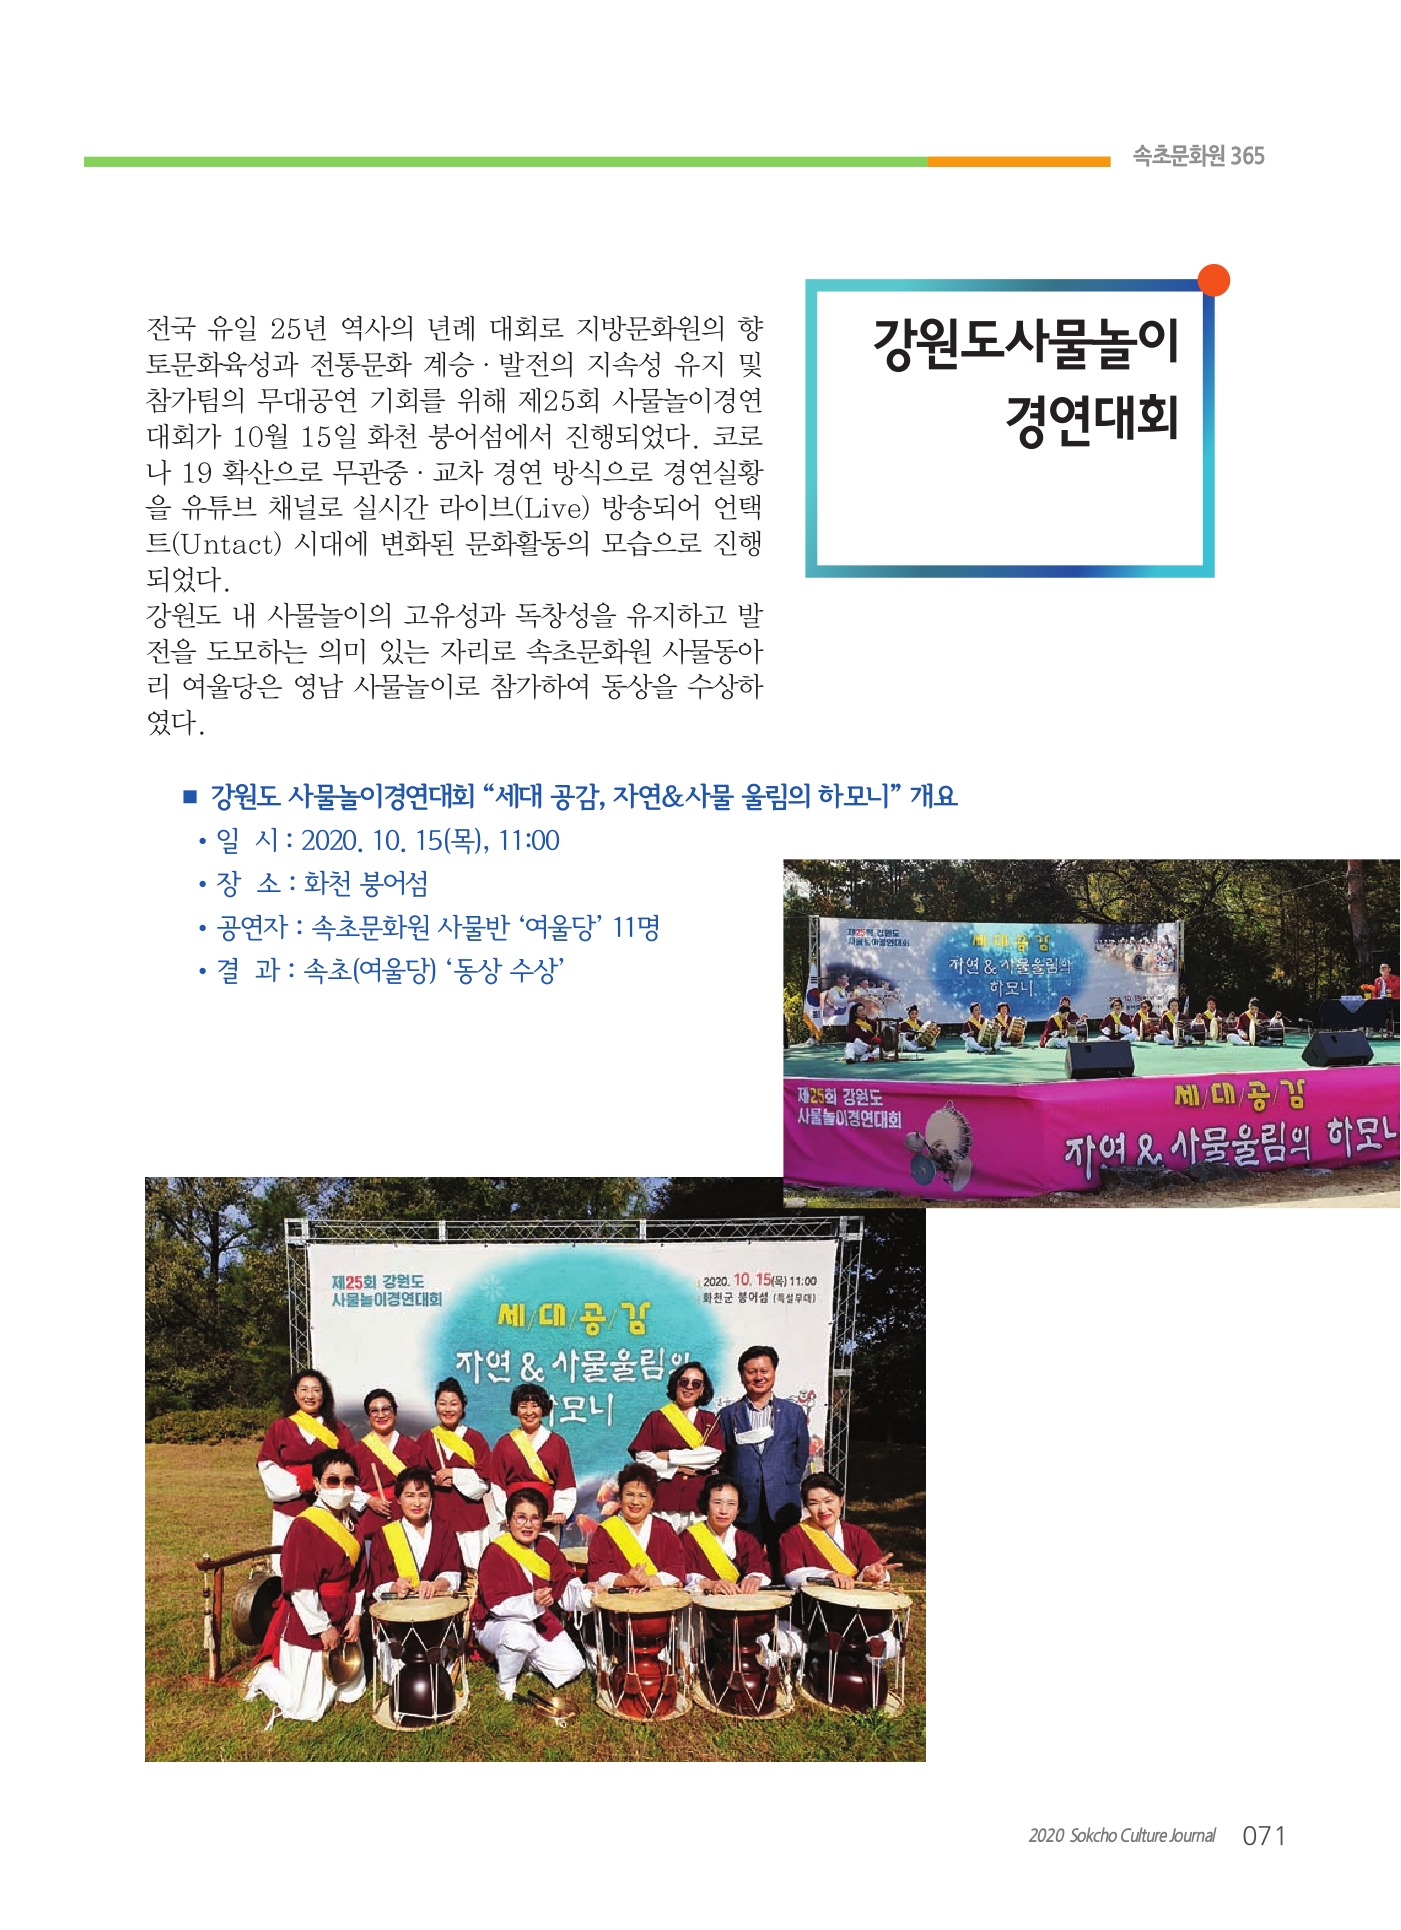 속초문화원 365
강원도사물놀이
경연대회
전국 유일 25년 역사의 년례 대회로 지방문화원의 향
토문화육성과 전통문화 계승·발전의 지속성 유지 및
참가팀의 무대공연 기회를 위해 제25회 사물놀이경연
대회가 10월 15일 화천 붕어섬에서 진행되었다. 코로
나 19 확산으로 무관중·교차 경연 방식으로 경연실황
을 유튜브 채널로 실시간 라이브(Live) 방송되어 언택
트(Untact) 시대에 변화된 문화활동의 모습으로 진행
되었다.
강원도 내 사물놀이의 고유성과 독창성을 유지하고 발
전을 도모하는 의미 있는 자리로 속초문화원 사물동아
리 여울당은 영남 사물놀이로 참가하여 동상을 수상하
였다.
■ 강원도 사물놀이경연대회 “세대 공감, 자연&사물 울림의 하모니” 개요
• 일 시 : 2020. 10. 15(목), 11:00
• 장 소 : 화천 붕어섬
• 공연자 : 속초문화원 사물반 ‘여울당’ 11명
• 결 과 : 속초(여울당) ‘동상 수상’
제25회 강원도
사물놀이경연대회
세/대/공/감
자연 & 사물울림의
하모니
10. 15
제25회 강원도
사물놀이경연대회
세/대/공/감
자연 & 사물울림의 하모니
제25회 강원도
사물놀이경연대회
2020. 10. 15(목) 11:00
화천군 붕어섬 (특설무대)
세/대/공/감
자연 & 사물울림의
하모니
2020 Sokcho Culture Journal 071